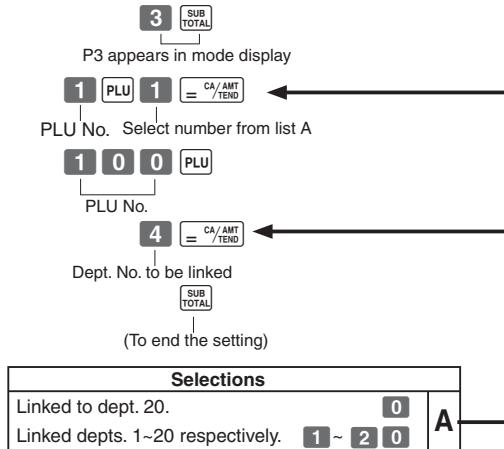 3 SUB TOTAL
P3 appears in mode display
1 PLU 1 = CA/AMT TEND
PLU No. Select number from list A
1 0 0 PLU
PLU No.
4 = CA/AMT TEND
Dept. No. to be linked
SUB TOTAL
(To end the setting)
Selections
Linked to dept. 20. 0
Linked depts. 1~20 respectively. 1 ~ 2 0
A